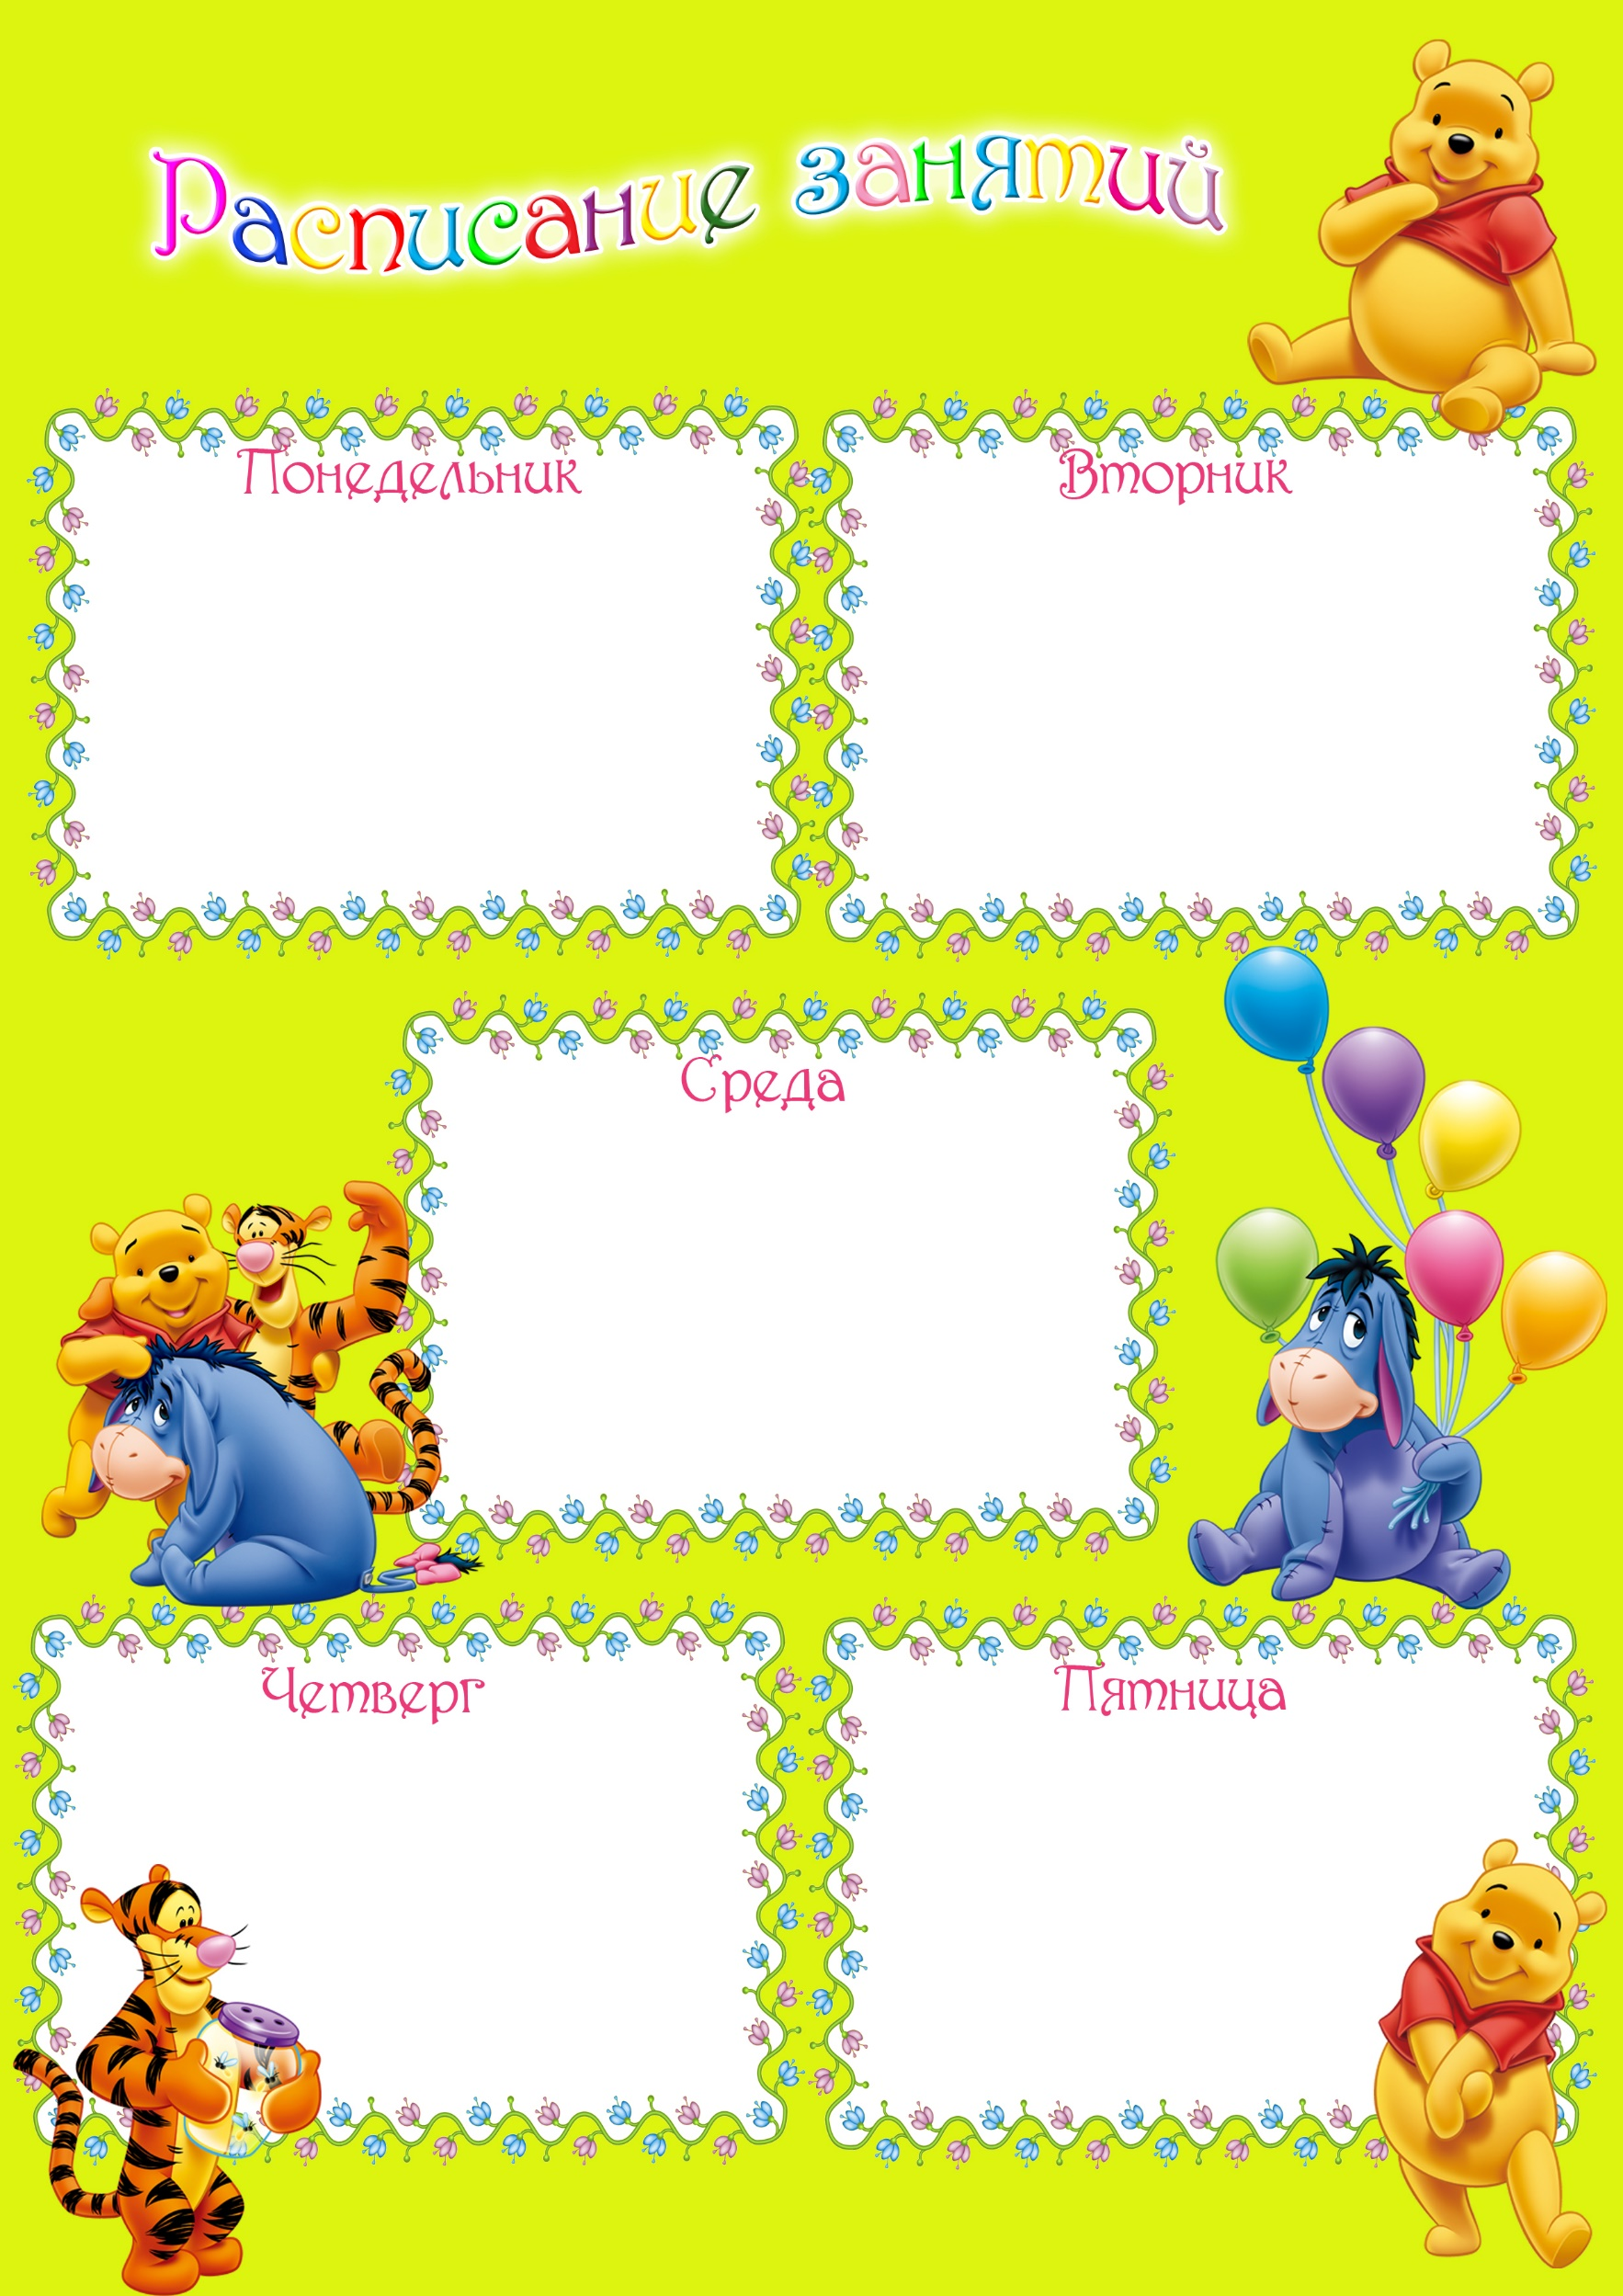 Расписание занятий
Понедельник
Вторник
Среда
Четверг
Пятница